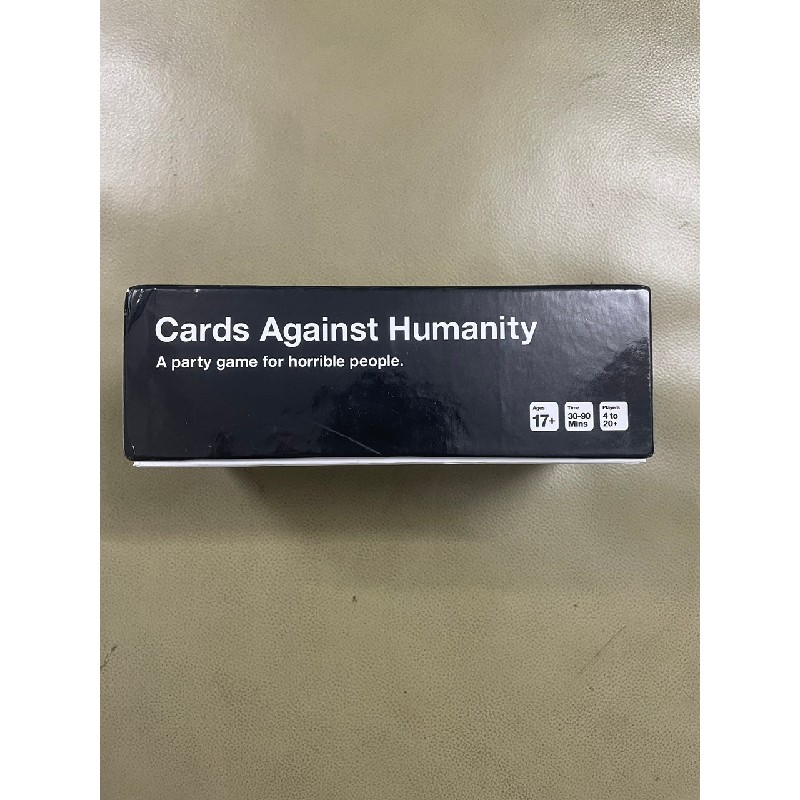 Cards Against Humanity
A party game for horrible people.
Ages
17+
Time
30-90
Mins
Players
4 to
20+